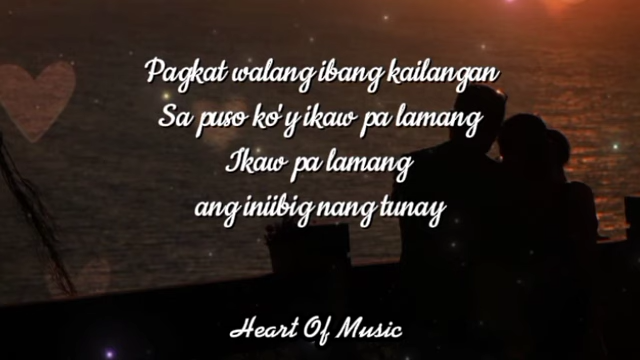 Pagkat walang ibang kailangan
Sa puso ko'y ikaw pa lamang
Ikaw pa lamang
ang iniibig nang tunay
Heart Of Music